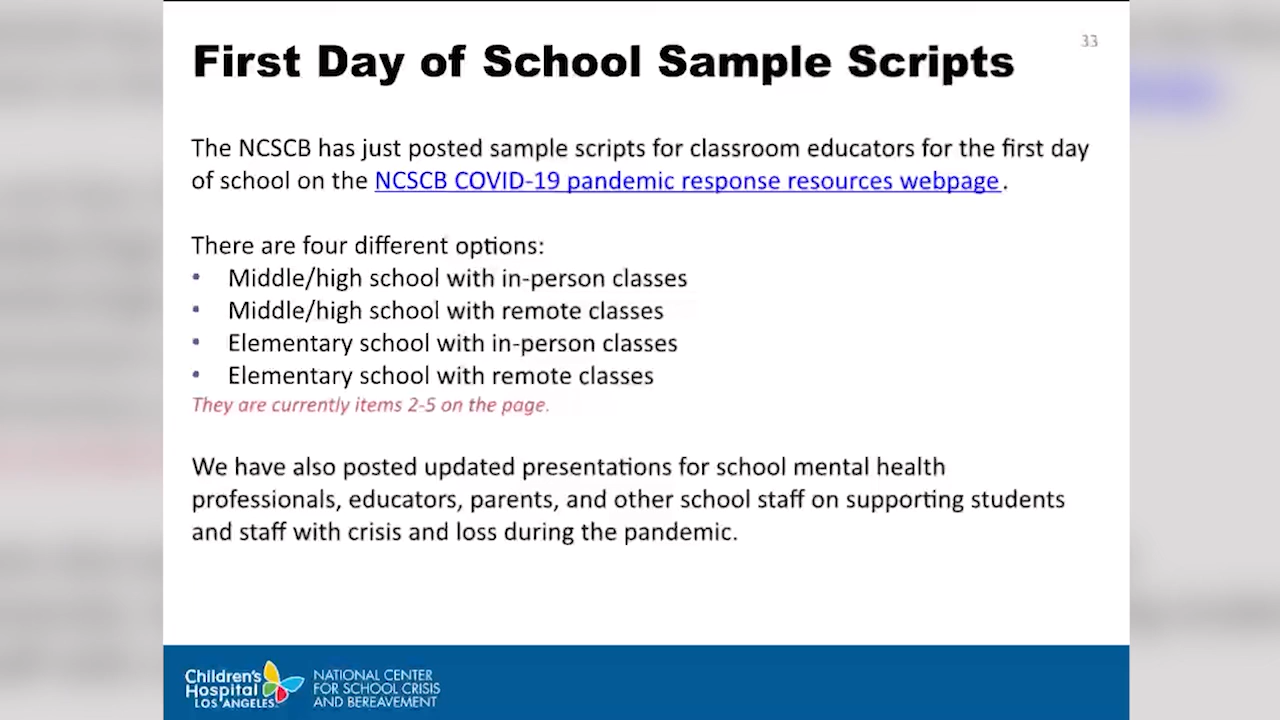 33
First Day of School Sample Scripts
The NCSCB has just posted sample scripts for classroom educators for the first day
of school on the NCSCB COVID-19 pandemic response resources webpage.
There are four different options:
• Middle/high school with in-person classes
• Middle/high school with remote classes
• Elementary school with in-person classes
• Elementary school with remote classes
They are currently items 2-5 on the page.
We have also posted updated presentations for school mental health
professionals, educators, parents, and other school staff on supporting students
and staff with crisis and loss during the pandemic.
Children's
Hospital
LOS ANGELES
NATIONAL CENTER
FOR SCHOOL CRISIS
AND BEREAVEMENT